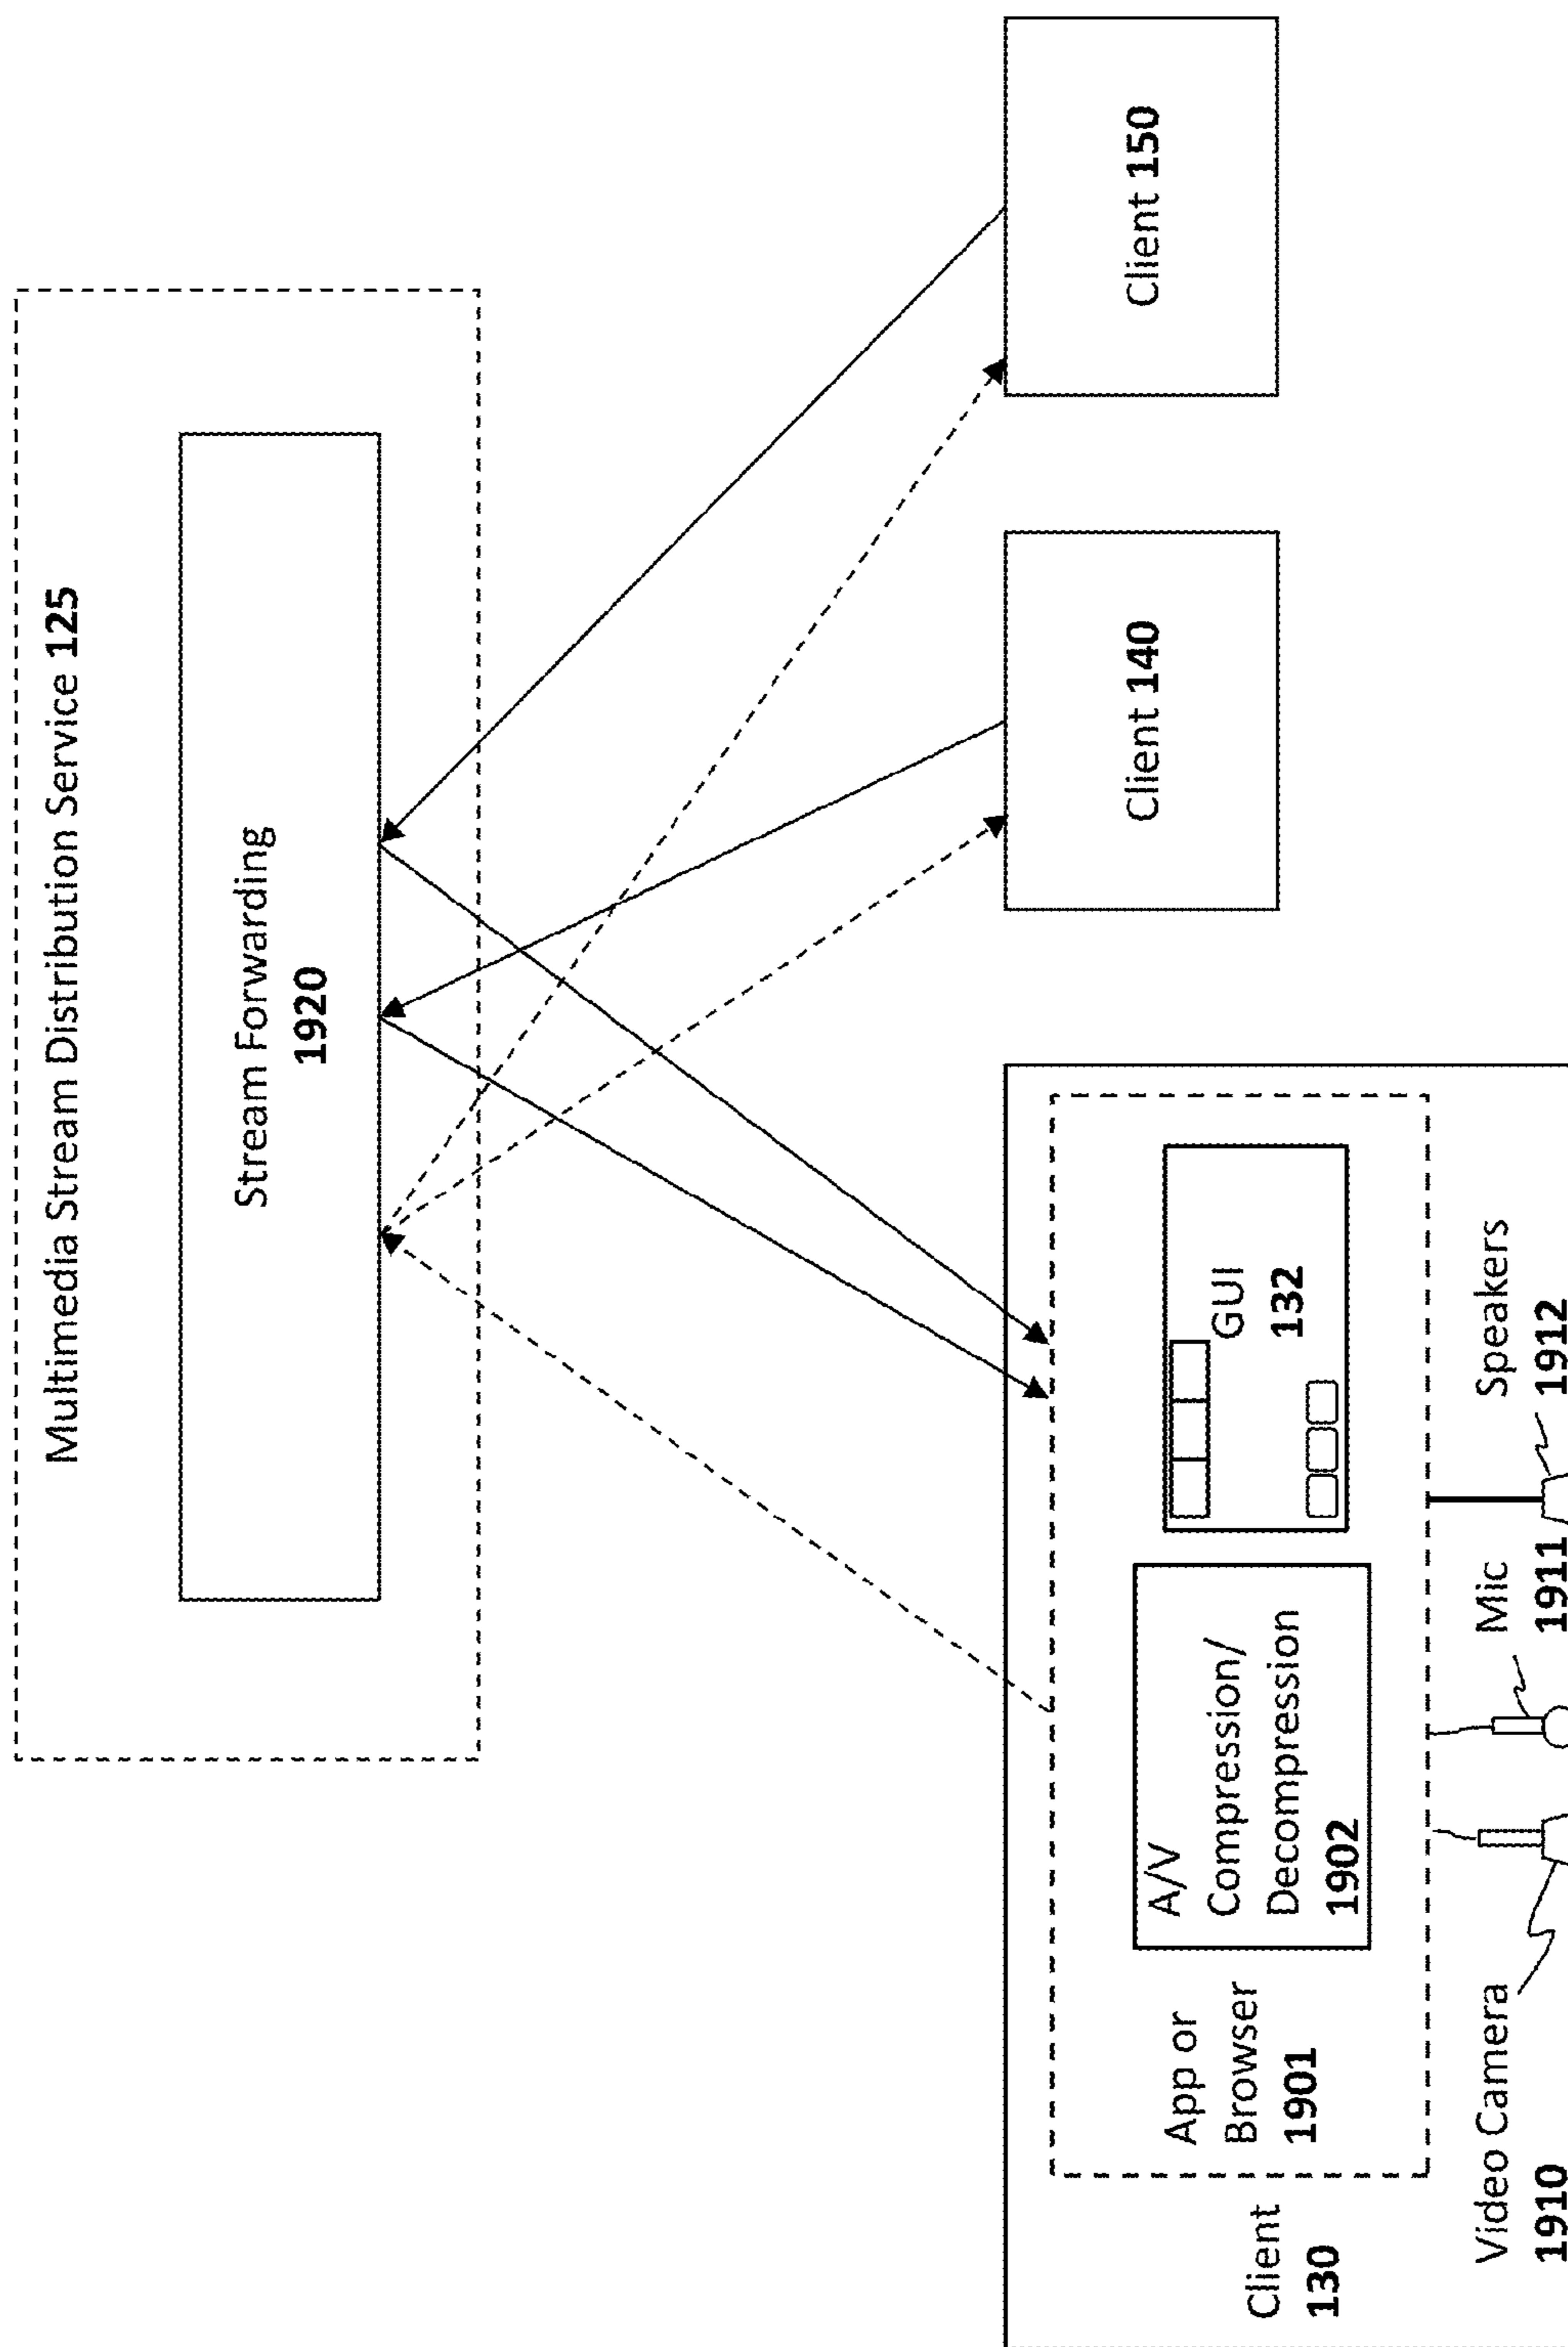 Multimedia Stream Distribution Service 125
Stream Forwarding
1920
Client
130
App or
Browser
1901
A/V
Compression/
Decompression
1902
GUI
132
Client 140
Client 150
Video Camera
1910
Mic
1911
Speakers
1912